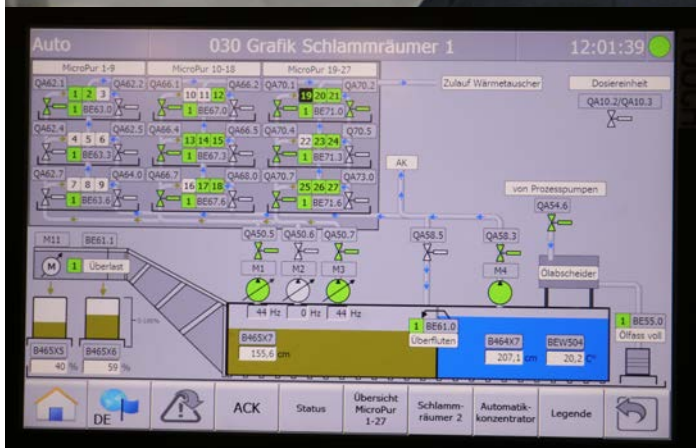 Auto 030 Grafik Schlammräumer 1 12:01:39
MicroPur 1-9 MicroPur 10-18 MicroPur 19-27
QA62.1 QA62.2 QA66.1 QA66.2 QA70.1 QA70.2
Zulauf Wärmetauscher
Dosiereinheit
QA10.2/QA10.3
1 2 3 10 11 12 19 20 21
1 BE63.0 1 BE67.0 1 BE71.0
QA62.4 QA62.5 QA66.4 QA66.5 QA70.4 Q70.5
4 5 6 13 14 15 22 23 24
1 BE63.3 1 BE67.3 1 BE71.3
AK
QA62.7 QA64.0 QA66.7 QA68.0 QA70.7 QA73.0
7 8 9 16 17 18 25 26 27
1 BE63.6 1 BE67.6 1 BE71.6
von Prozesspumpen
QA54.6
M11 BE61.1
QA50.5 QA50.6 QA50.7 QA58.5 QA58.3
M 1 Überlast
M1 M2 M3 M4
Ölabscheider
44 Hz 0 Hz 44 Hz
0-100%
B465X7
155,6 cm
1 BE61.0
Überfluten
B464X7
207,1 cm
BEW504
20,2 C°
1 BE55.0
Ölfass voll
B465X5 B465X6
40 % 59 %
DE
ACK
Status
Übersicht
MicroPur
1-27
Schlamm-
räumer 2
Automatik-
konzentrator
Legende